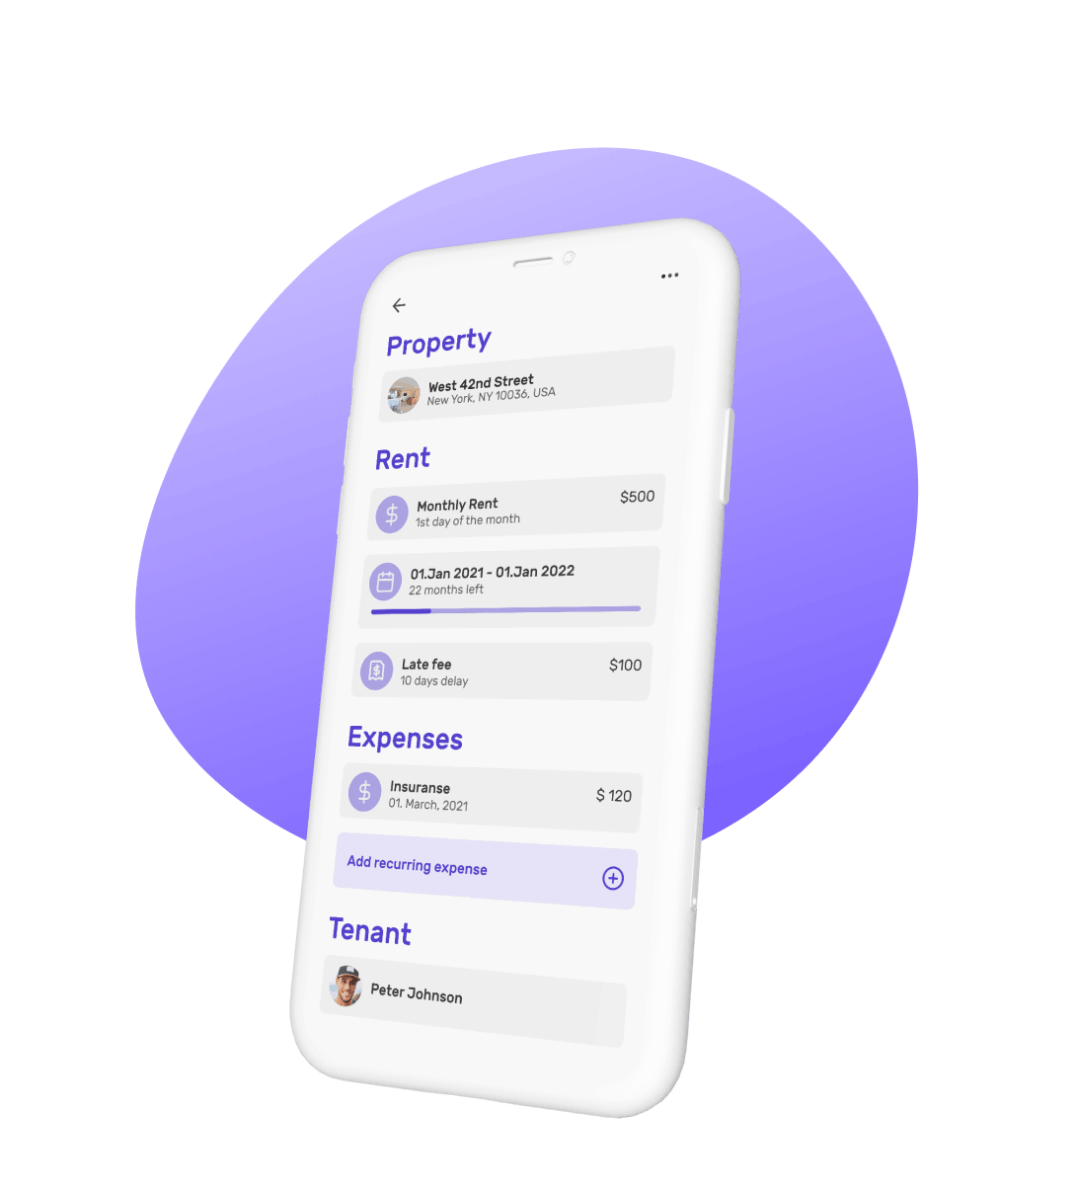 Property
West 42nd Street
New York, NY 10036, USA
Rent
Monthly Rent
$500
1st day of the month
01.Jan 2021 - 01.Jan 2022
22 months left
Late fee
$100
10 days delay
Expenses
Insuranse
$ 120
01. March, 2021
Add recurring expense
Tenant
Peter Johnson